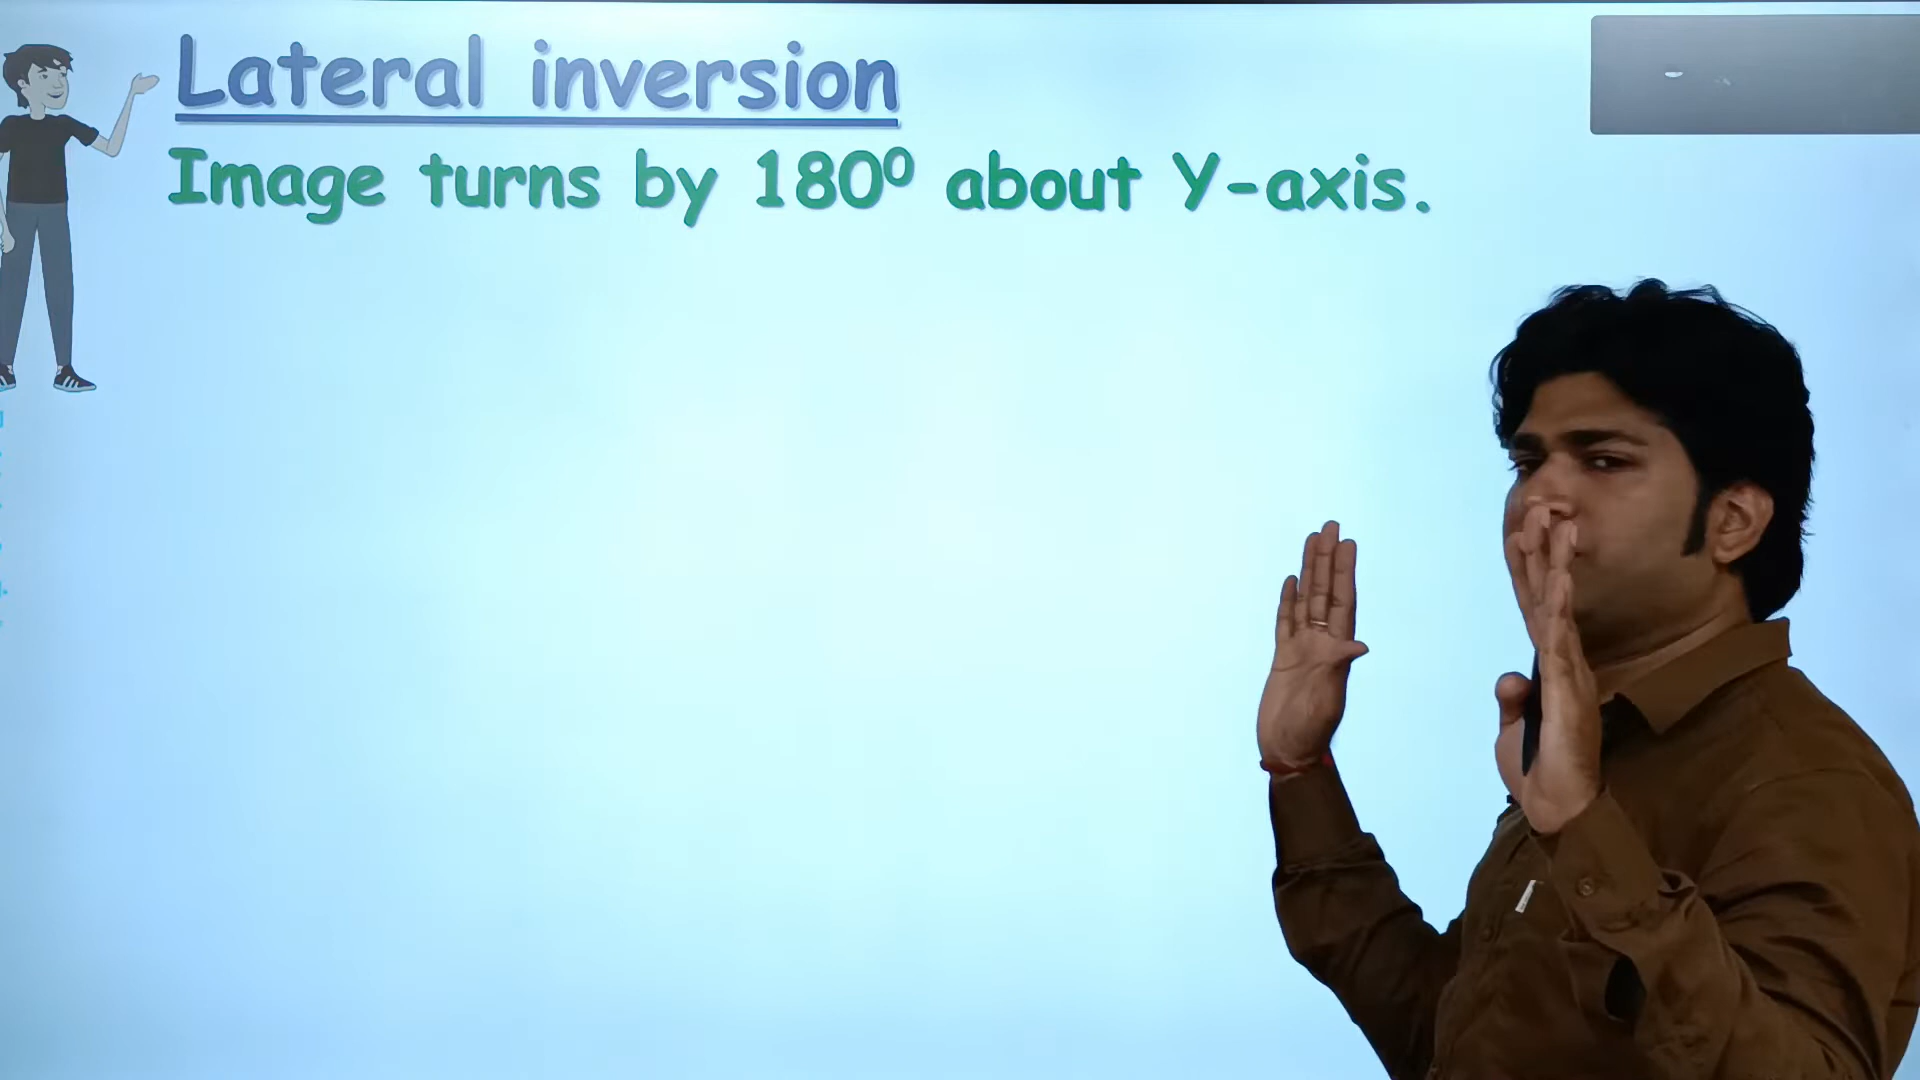 Lateral inversion
Image turns by 180⁰ about Y-axis.